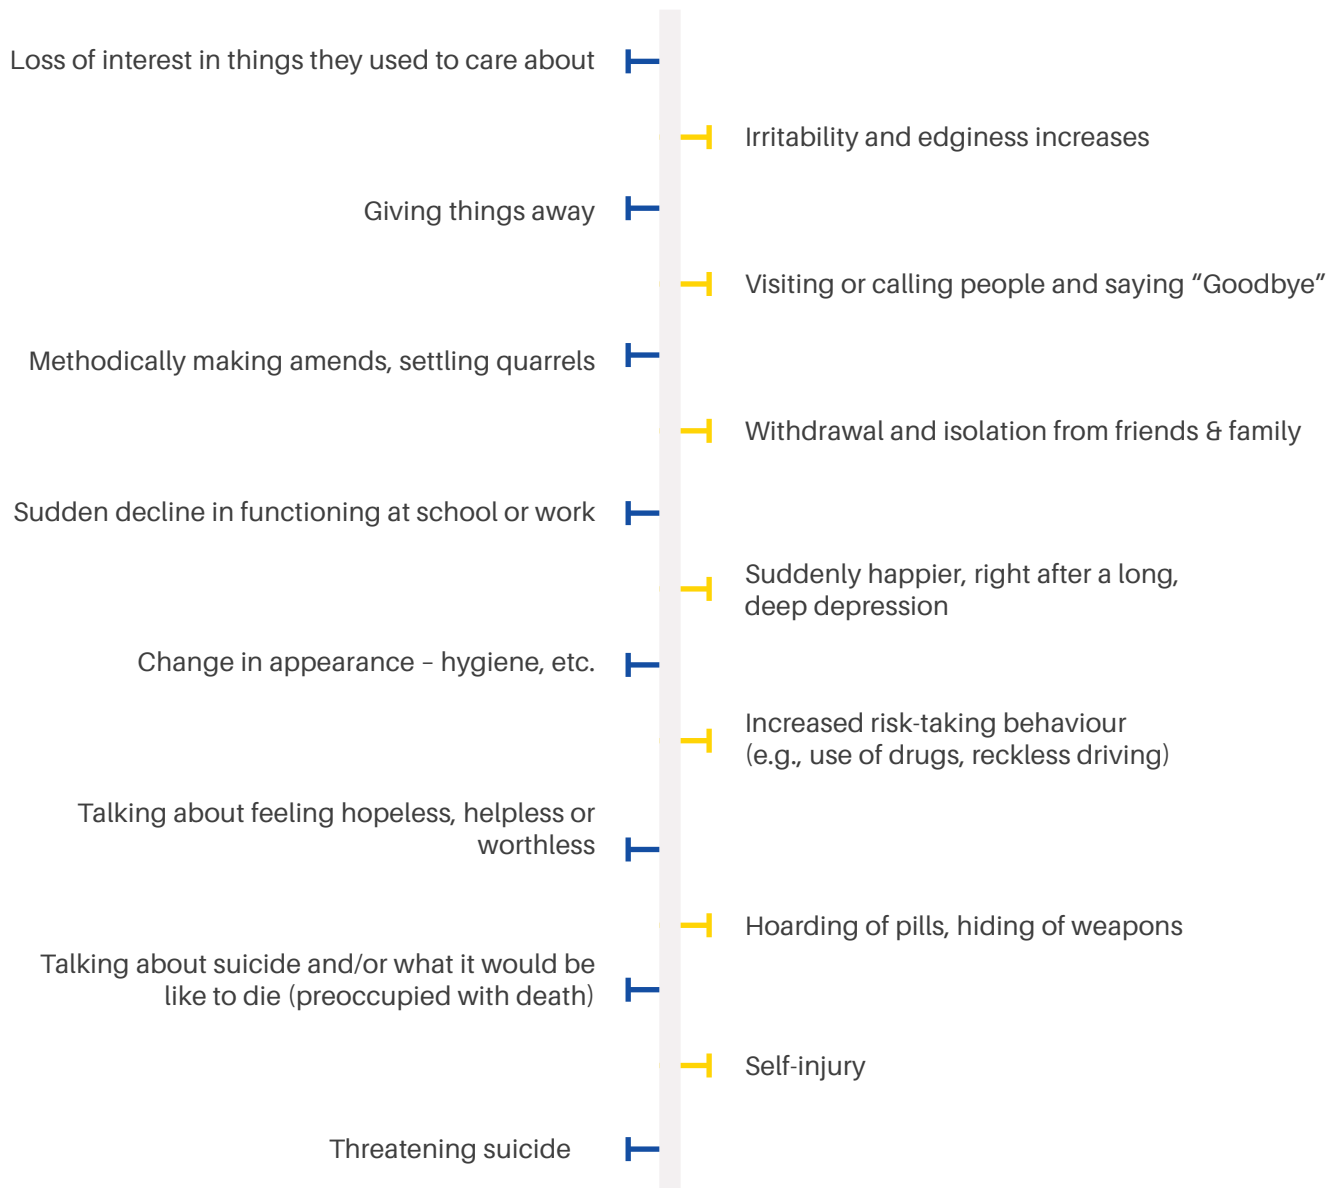 Loss of interest in things they used to care about
Irritability and edginess increases
Giving things away
Visiting or calling people and saying “Goodbye”
Methodically making amends, settling quarrels
Withdrawal and isolation from friends & family
Sudden decline in functioning at school or work
Suddenly happier, right after a long,
deep depression
Change in appearance – hygiene, etc.
Increased risk-taking behaviour
(e.g., use of drugs, reckless driving)
Talking about feeling hopeless, helpless or
worthless
Hoarding of pills, hiding of weapons
Talking about suicide and/or what it would be
like to die (preoccupied with death)
Self-injury
Threatening suicide